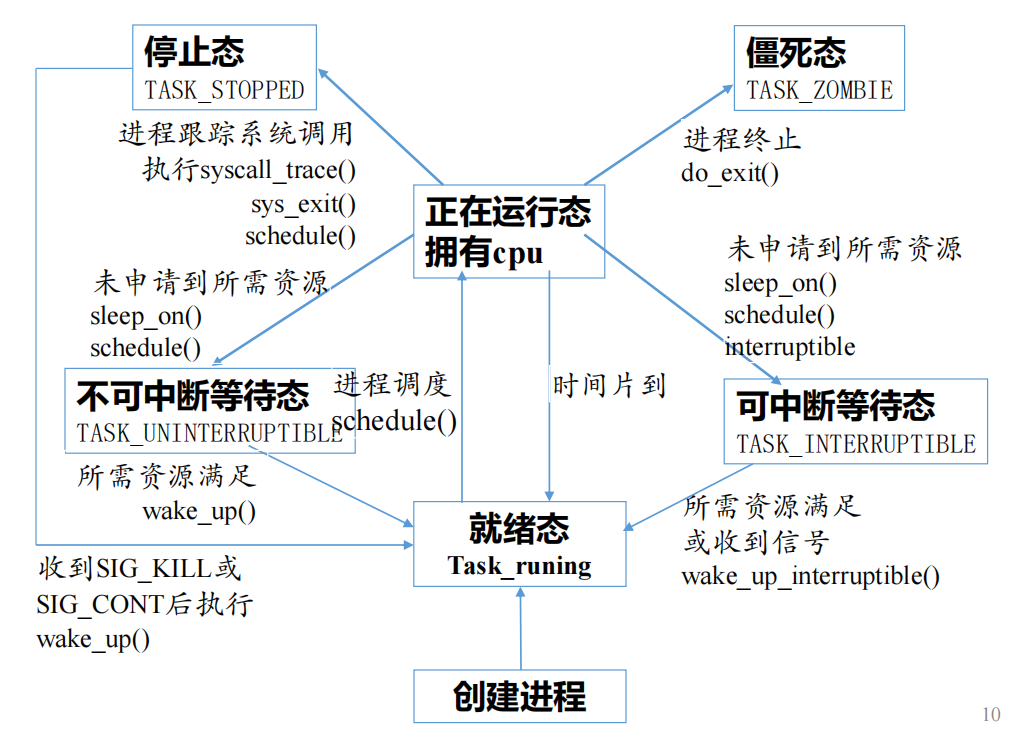 停止态
TASK_STOPPED
僵死态
TASK_ZOMBIE
进程跟踪系统调用
执行syscall_trace()
sys_exit()
schedule()
进程终止
do_exit()
正在运行态
拥有cpu
未申请到所需资源
sleep_on()
schedule()
未申请到所需资源
sleep_on()
schedule()
interruptible
不可中断等待态
TASK_UNINTERRUPTIBLE
进程调度
schedule()
时间片到
可中断等待态
TASK_INTERRUPTIBLE
所需资源满足
wake_up()
就绪态
Task_runing
所需资源满足
或收到信号
wake_up_interruptible()
收到SIG_KILL或
SIG_CONT后执行
wake_up()
创建进程
10